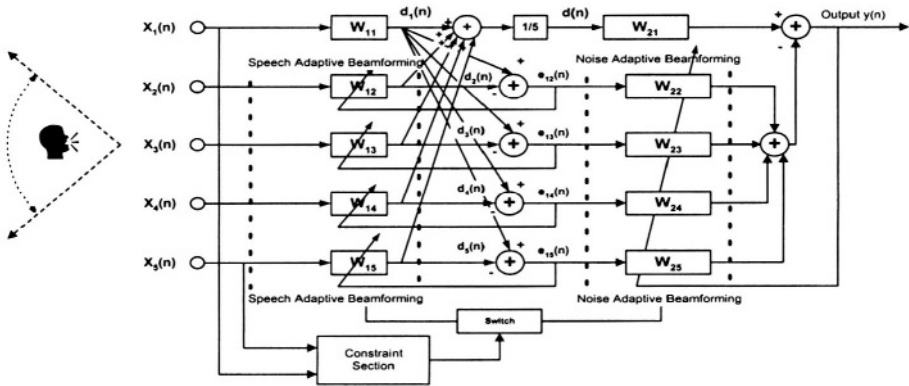 X₁(n) W₁₁ d₁(n) + + + + 1/5 d(n) W₂₁ + + - Output y(n)
Speech Adaptive Beamforming Noise Adaptive Beamforming
X₂(n) W₁₂ d₂(n) - + + e₁₂(n) W₂₂
X₃(n) W₁₃ d₃(n) - + + e₁₃(n) W₂₃ +
X₄(n) W₁₄ d₄(n) - + + e₁₄(n) W₂₄
X₅(n) W₁₅ d₅(n) - + + e₁₅(n) W₂₅
Speech Adaptive Beamforming Noise Adaptive Beamforming
Switch
Constraint
Section